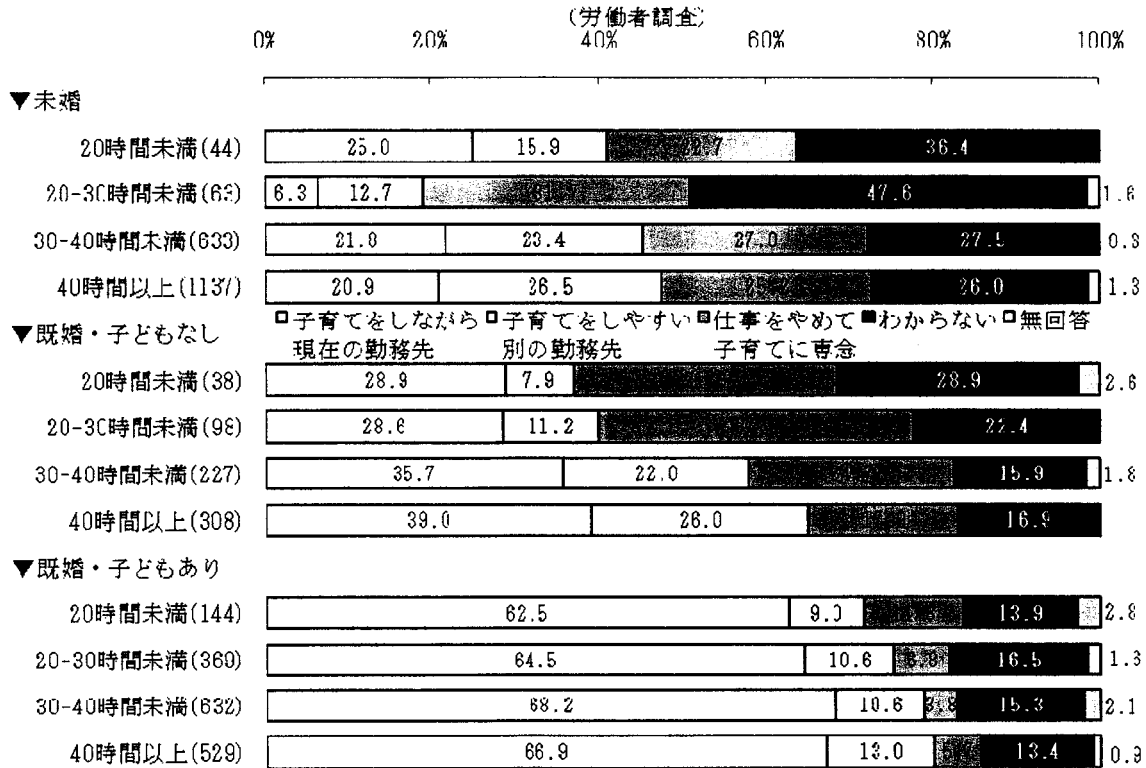 (労働者調査)
0% 20% 40% 60% 80% 100%
▼未婚
20時間未満(44) 25.0 15.9 22.7 36.4
20-30時間未満(63) 6.3 12.7 47.6 1.6
30-40時間未満(633) 23.4 27.0 27.5
40時間以上(1137) 20.9 26.5 26.0 1.3
□子育てをしながら □子育てをしやすい ■仕事をやめて ■わからない □無回答
現在の勤務先 別の勤務先 子育てに専念
▼既婚・子どもなし
20時間未満(38) 28.9 7.9 28.9 2.6
20-30時間未満(98) 28.6 11.2 22.4
30-40時間未満(227) 35.7 22.0 15.9 1.8
40時間以上(308) 39.0 26.0 16.9
▼既婚・子どもあり
20時間未満(144) 62.5 9.0 13.9 2.8
20-30時間未満 64.5 10.6 16.5
30-40時間未満(632) 68.2 10.6 15.3 2.1
40時間以上(529) 66.9 13.0 13.4 0.9